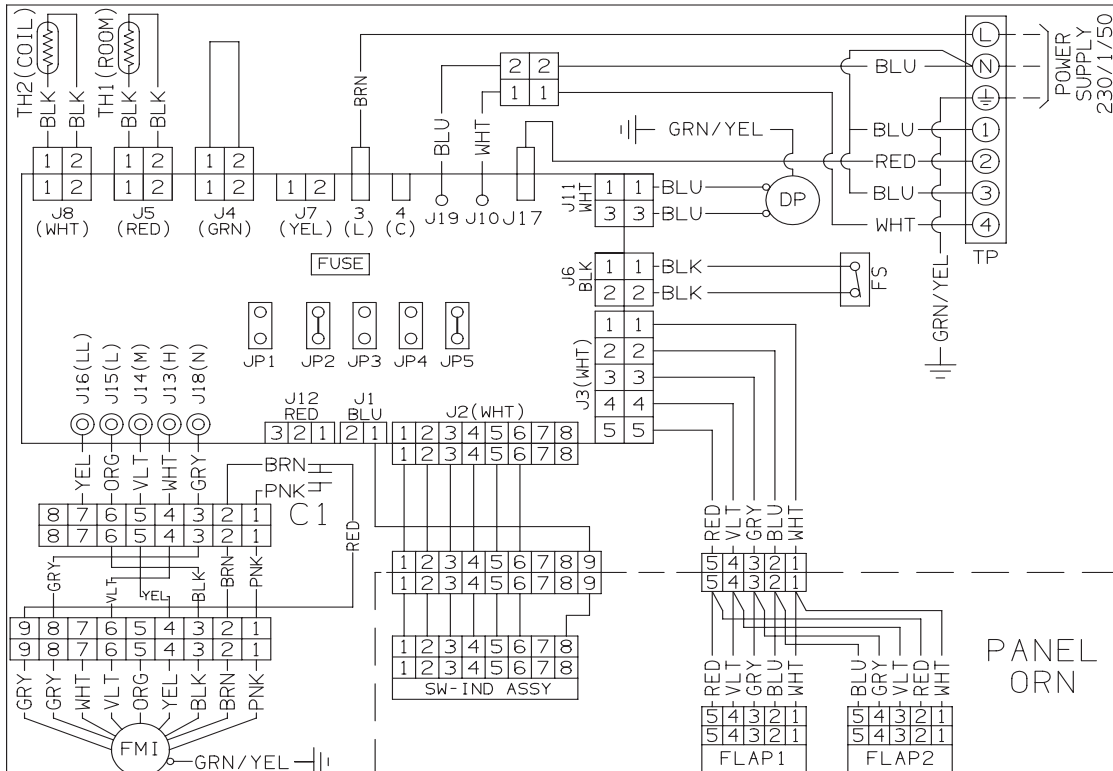 TH2(COIL)
BLK
BLK
TH1(ROOM)
BLK
BLK
BRN
BLU
WHT
2 2
1 1
BLU
L
N
POWER
SUPPLY
230/1/50
GRN/YEL
BLU
1
RED
2
BLU
3
WHT
4
TP
GRN/YEL
DP
1 2
1 2
J8
(WHT)
1 2
1 2
J5
(RED)
1 2
1 2
J4
(GRN)
1 2
J7
(YEL)
3
(L)
4
(C)
J19
J10
J17
J11
WHT
1 1
3 3
BLU
BLU
FUSE
J6
BLK
1 1
2 2
BLK
BLK
FS
JP1
JP2
JP3
JP4
JP5
J3(WHT)
1 1
2 2
3 3
4 4
5 5
J16(LL)
J15(L)
J14(M)
J13(H)
J18(N)
J12
RED
3 2 1
J1
BLU
2 1
J2(WHT)
1 2 3 4 5 6 7 8
1 2 3 4 5 6 7 8
YEL
ORG
VLT
WHT
GRY
BRN
PNK
C1
RED
8 7 6 5 4 3 2 1
8 7 6 5 4 3 2 1
GRY
VLT
YEL
BLK
BRN
PNK
9 8 7 6 5 4 3 2 1
9 8 7 6 5 4 3 2 1
GRY
GRY
WHT
VLT
ORG
YEL
BLK
BRN
PNK
FMI
GRN/YEL
1 2 3 4 5 6 7 8 9
1 2 3 4 5 6 7 8 9
1 2 3 4 5 6 7 8
1 2 3 4 5 6 7 8
SW-IND ASSY
RED
VLT
GRY
BLU
WHT
5 4 3 2 1
5 4 3 2 1
RED
VLT
GRY
BLU
WHT
5 4 3 2 1
5 4 3 2 1
FLAP1
BLU
GRY
VLT
RED
WHT
5 4 3 2 1
5 4 3 2 1
FLAP2
PANEL
ORN